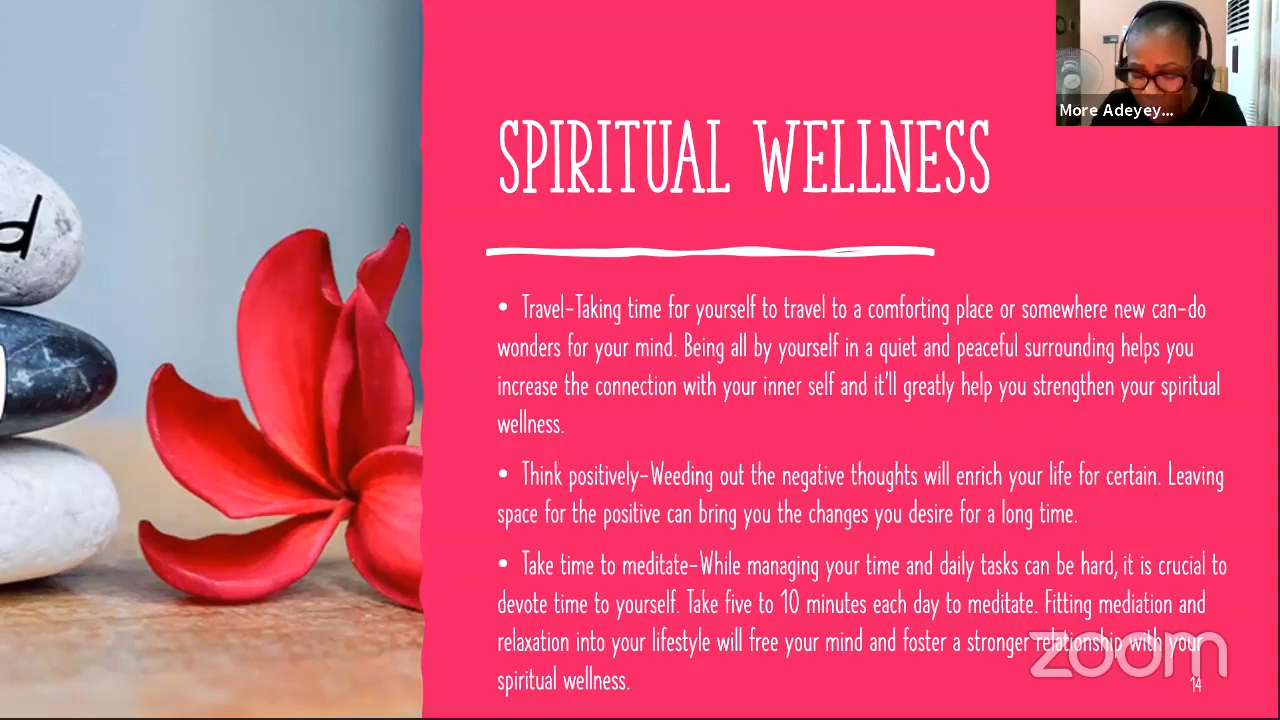 d
More Adeyey...
SPIRITUAL WELLNESS
• Travel-Taking time for yourself to travel to a comforting place or somewhere new can-do
wonders for your mind. Being all by yourself in a quiet and peaceful surrounding helps you
increase the connection with your inner self and it'll greatly help you strengthen your spiritual
wellness.
• Think positively-Weeding out the negative thoughts will enrich your life for certain. Leaving
space for the positive can bring you the changes you desire for a long time.
• Take time to meditate-While managing your time and daily tasks can be hard, it is crucial to
devote time to yourself. Take five to 10 minutes each day to meditate. Fitting mediation and
relaxation into your lifestyle will free your mind and foster a stronger relationship with your
spiritual wellness.
zoom
14